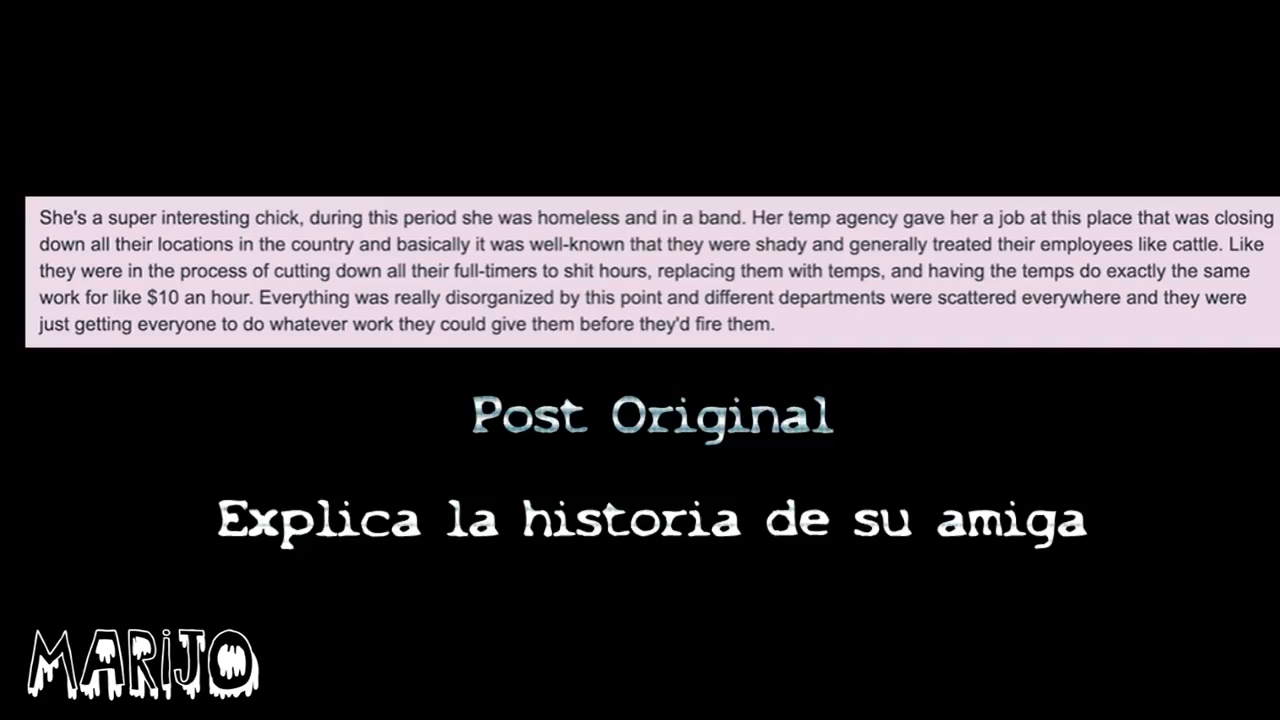 She's a super interesting chick, during this period she was homeless and in a band. Her temp agency gave her a job at this place that was closing
down all their locations in the country and basically it was well-known that they were shady and generally treated their employees like cattle. Like
they were in the process of cutting down all their full-timers to shit hours, replacing them with temps, and having the temps do exactly the same
work for like $10 an hour. Everything was really disorganized by this point and different departments were scattered everywhere and they were
just getting everyone to do whatever work they could give them before they'd fire them.
Post Original
Explica la historia de su amiga
MARiJO